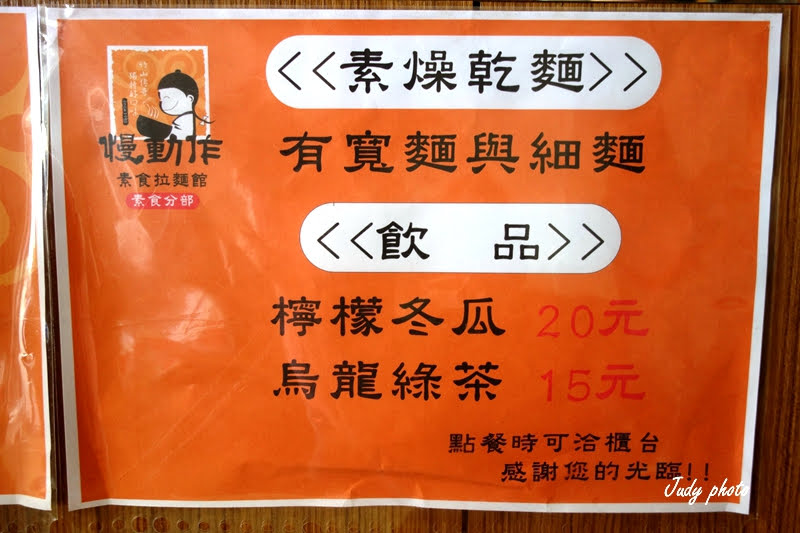 慢動作
素食拉麵館
素食分部
<<素燥乾麵>>
有寬麵與細麵
<<飲 品>>
檸檬冬瓜 20元
烏龍綠茶 15元
點餐時可洽櫃台
感謝您的光臨!!
Judy photo